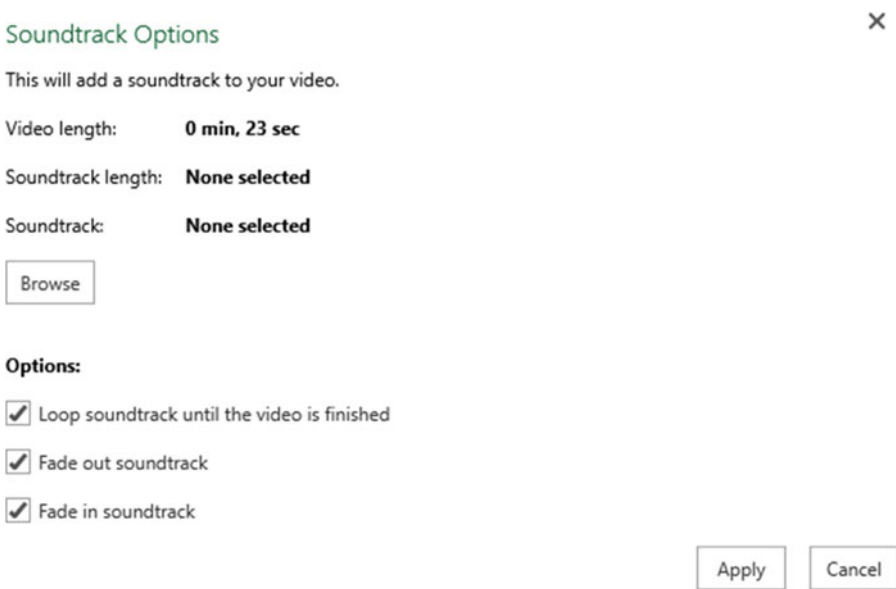 Soundtrack Options
This will add a soundtrack to your video.
Video length: 0 min, 23 sec
Soundtrack length: None selected
Soundtrack: None selected
Browse
Options:
Loop soundtrack until the video is finished
Fade out soundtrack
Fade in soundtrack
Apply Cancel